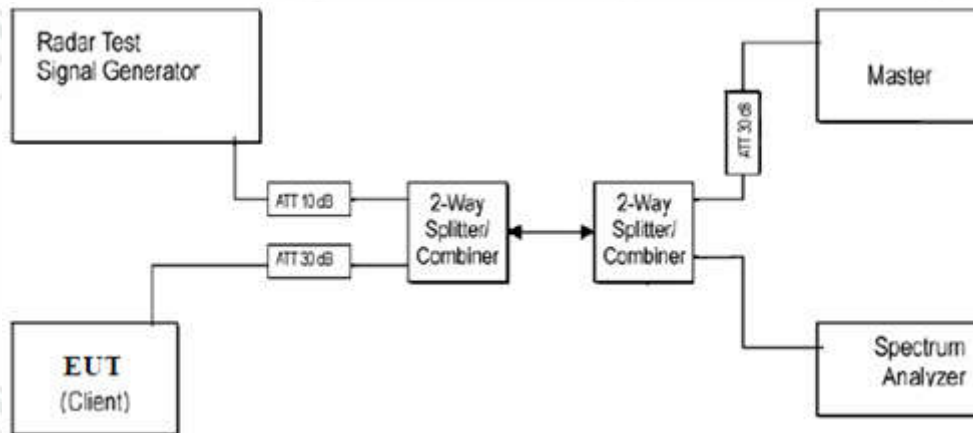 Radar Test
Signal Generator
Master
ATT 30 dB
ATT 10 dB
2-Way
Splitter/
Combiner
2-Way
Splitter/
Combiner
ATT 30 dB
EUT
(Client)
Spectrum
Analyzer